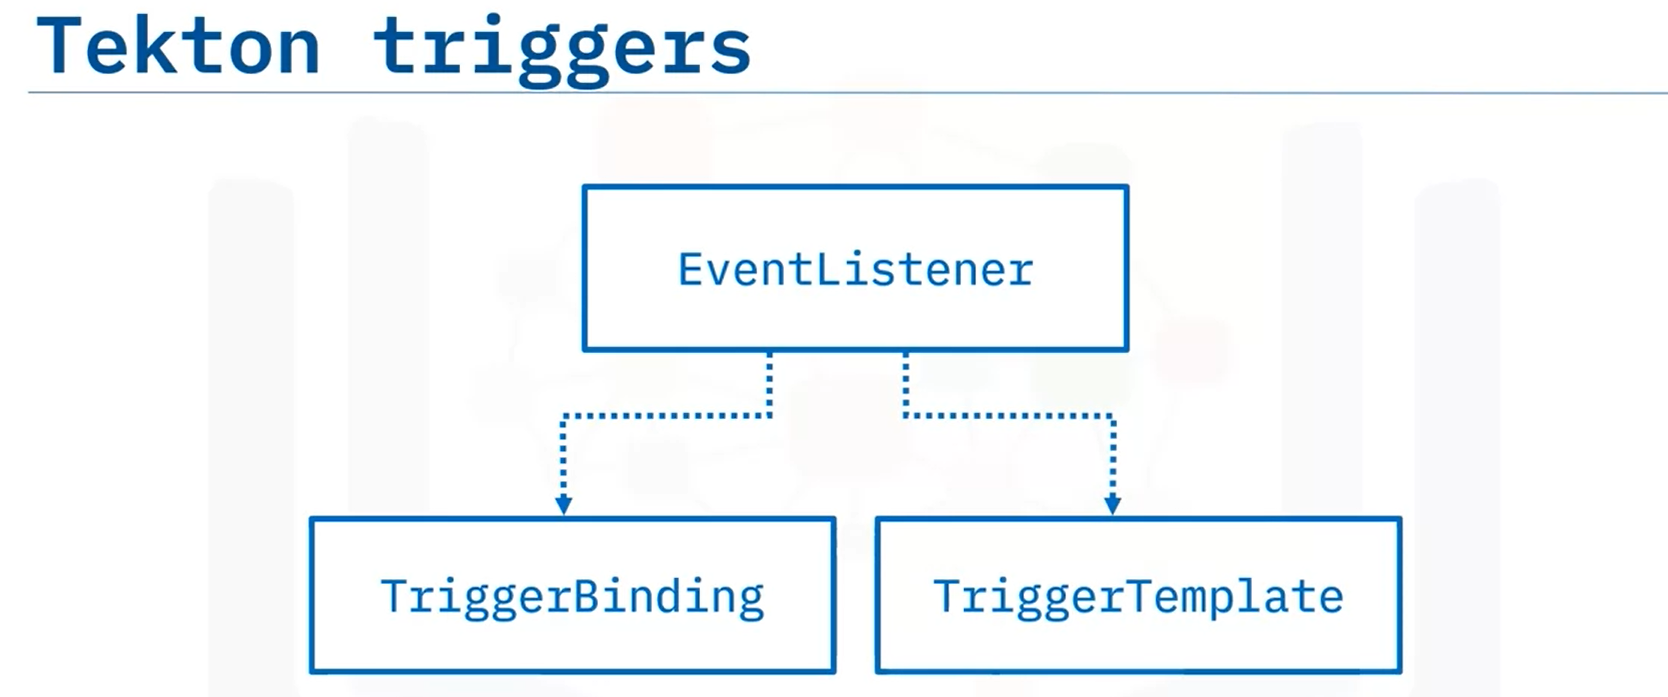 Tekton triggers
EventListener
TriggerBinding
TriggerTemplate